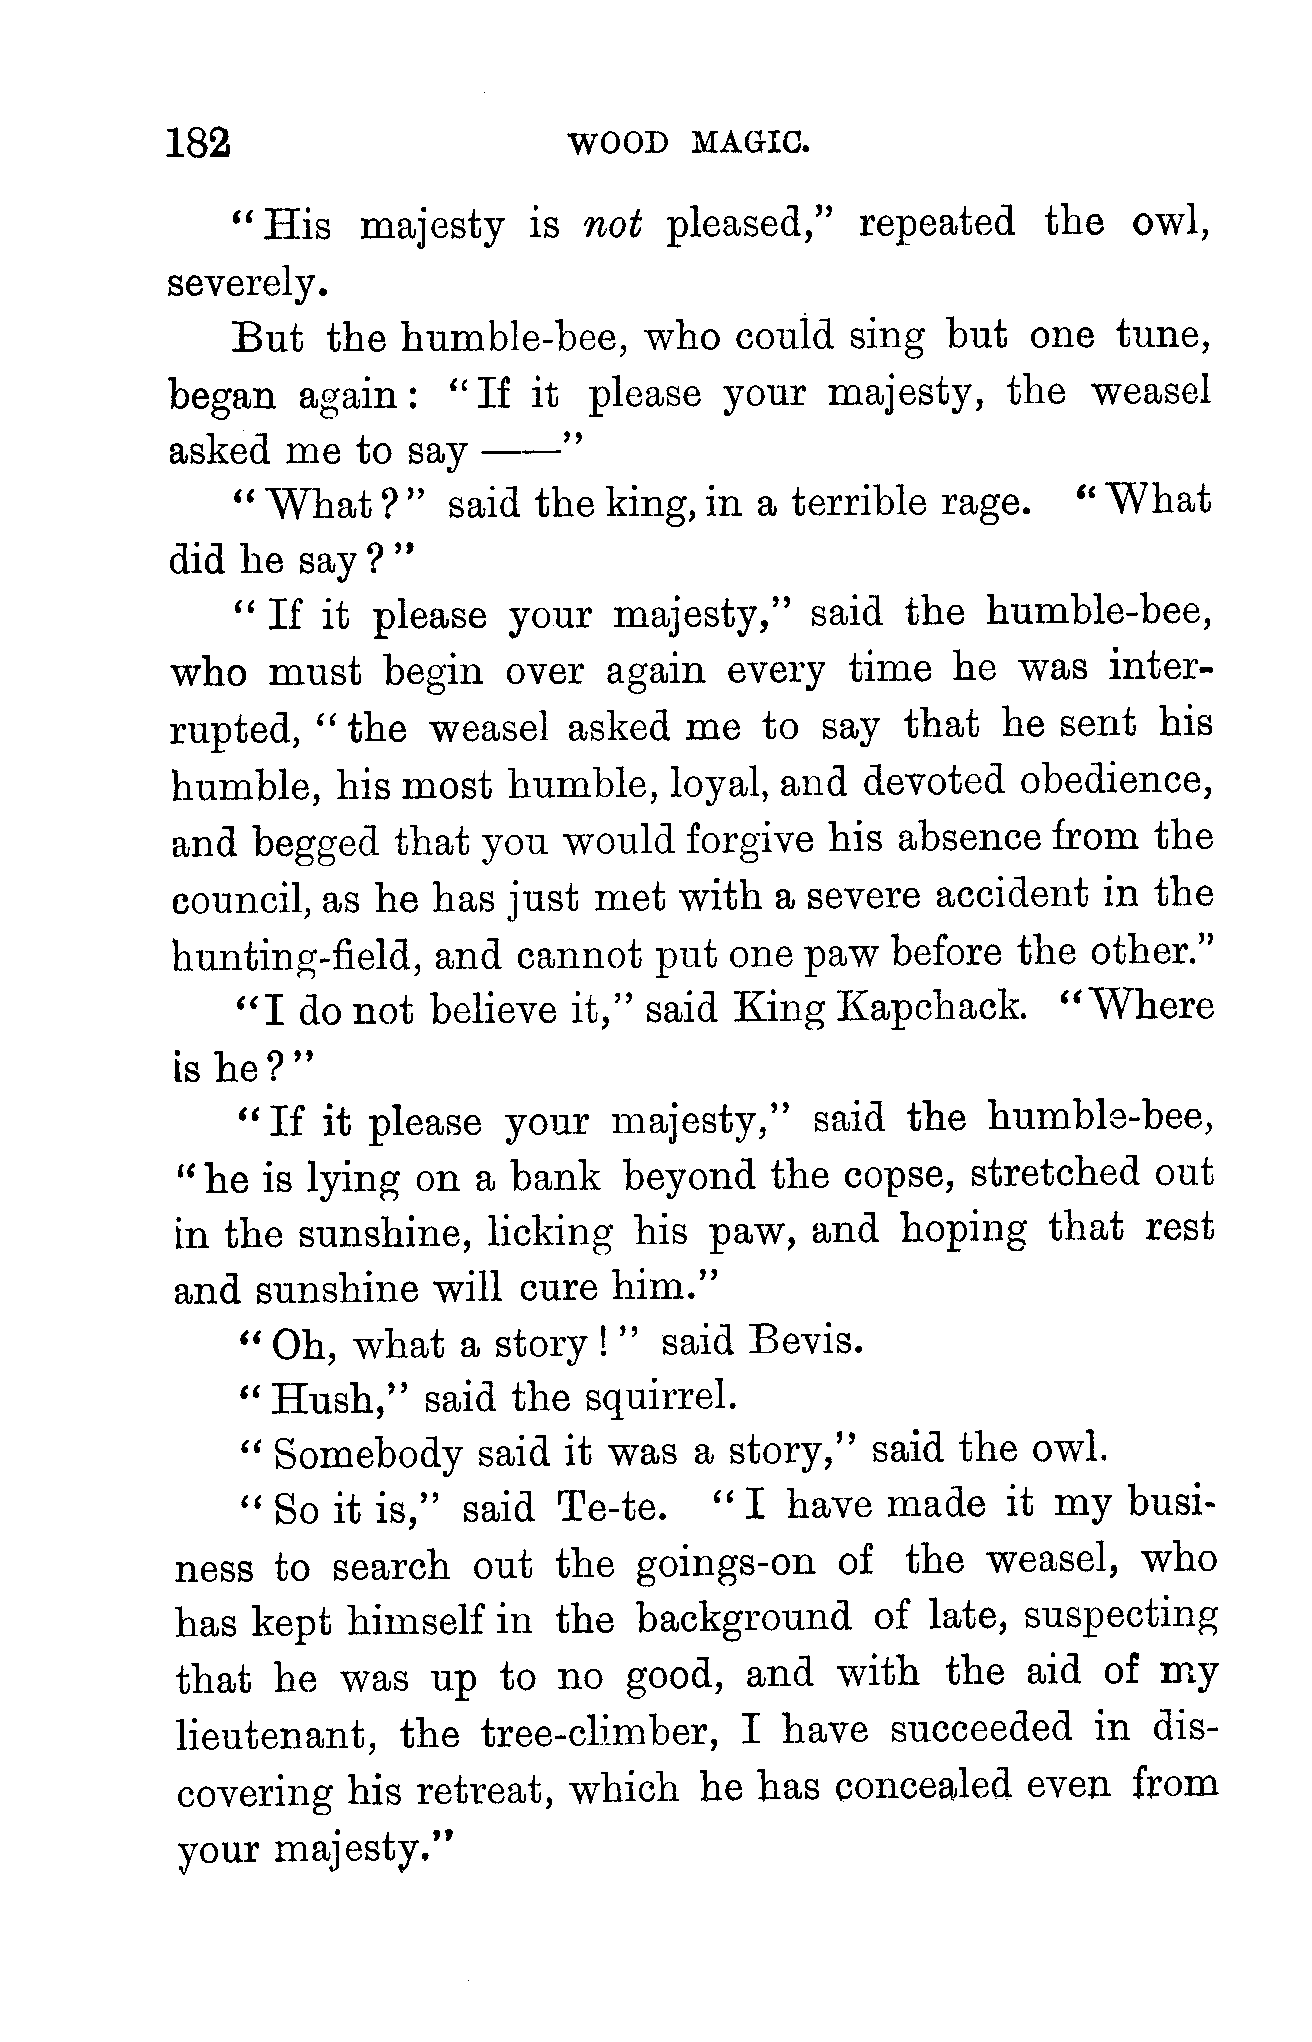 182 WOOD MAGIC.
“His majesty is not pleased,” repeated the owl,
severely.
But the humble-bee, who could sing but one tune,
began again: “If it please your majesty, the weasel
asked me to say ——”
“What?” said the king, in a terrible rage. “What
did he say?”
“If it please your majesty,” said the humble-bee,
who must begin over again every time he was inter-
rupted, “the weasel asked me to say that he sent his
humble, his most humble, loyal, and devoted obedience,
and begged that you would forgive his absence from the
council, as he has just met with a severe accident in the
hunting-field, and cannot put one paw before the other.”
“I do not believe it,” said King Kapchack. “Where
is he?”
“If it please your majesty,” said the humble-bee,
“he is lying on a bank beyond the copse, stretched out
in the sunshine, licking his paw, and hoping that rest
and sunshine will cure him.”
“Oh, what a story!” said Bevis.
“Hush,” said the squirrel.
“Somebody said it was a story,” said the owl.
“So it is,” said Te-te. “I have made it my busi-
ness to search out the goings-on of the weasel, who
has kept himself in the background of late, suspecting
that he was up to no good, and with the aid of my
lieutenant, the tree-climber, I have succeeded in dis-
covering his retreat, which he has concealed even from
your majesty.”